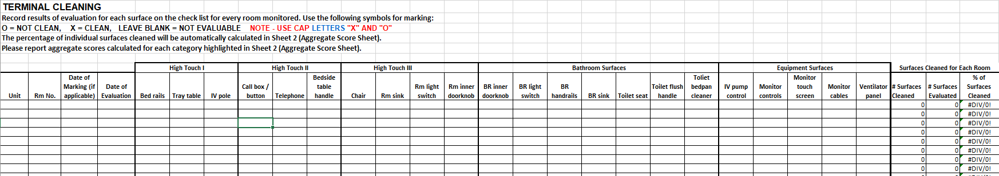 TERMINAL CLEANING
Record results of evaluation for each surface on the check list for every room monitored. Use the following symbols for marking:
O = NOT CLEAN, X = CLEAN, LEAVE BLANK = NOT EVALUABLE NOTE - USE CAP LETTERS "X" AND "O"
The percentage of individual surfaces cleaned will be automatically calculated in Sheet 2 (Aggregate Score Sheet).
Please report aggregate scores calculated for each category highlighted in Sheet 2 (Aggregate Score Sheet).
High Touch I High Touch II High Touch III Bathroom Surfaces Equipment Surfaces Surfaces Cleaned for Each Room
Date of Bedside Toliet Monitor % of
Marking (if Date of Call box / table Rm light Rm inner BR inner BR light BR Toilet flush bedpan IV pump Monitor touch Monitor Ventilator # Surfaces # Surfaces Surfaces
Unit Rm No. applicable) Evaluation Bed rails Tray table IV pole button Telephone handle Chair Rm sink switch doorknob doorknob switch handrails BR sink Toilet seat handle cleaner control controls screen cables panel Cleaned Evaluated Cleaned
0 0 #DIV/0!
0 0 #DIV/0!
0 0 #DIV/0!
0 0 #DIV/0!
0 0 #DIV/0!
0 0 #DIV/0!
0 0 #DIV/0!
0 0 #DIV/0!